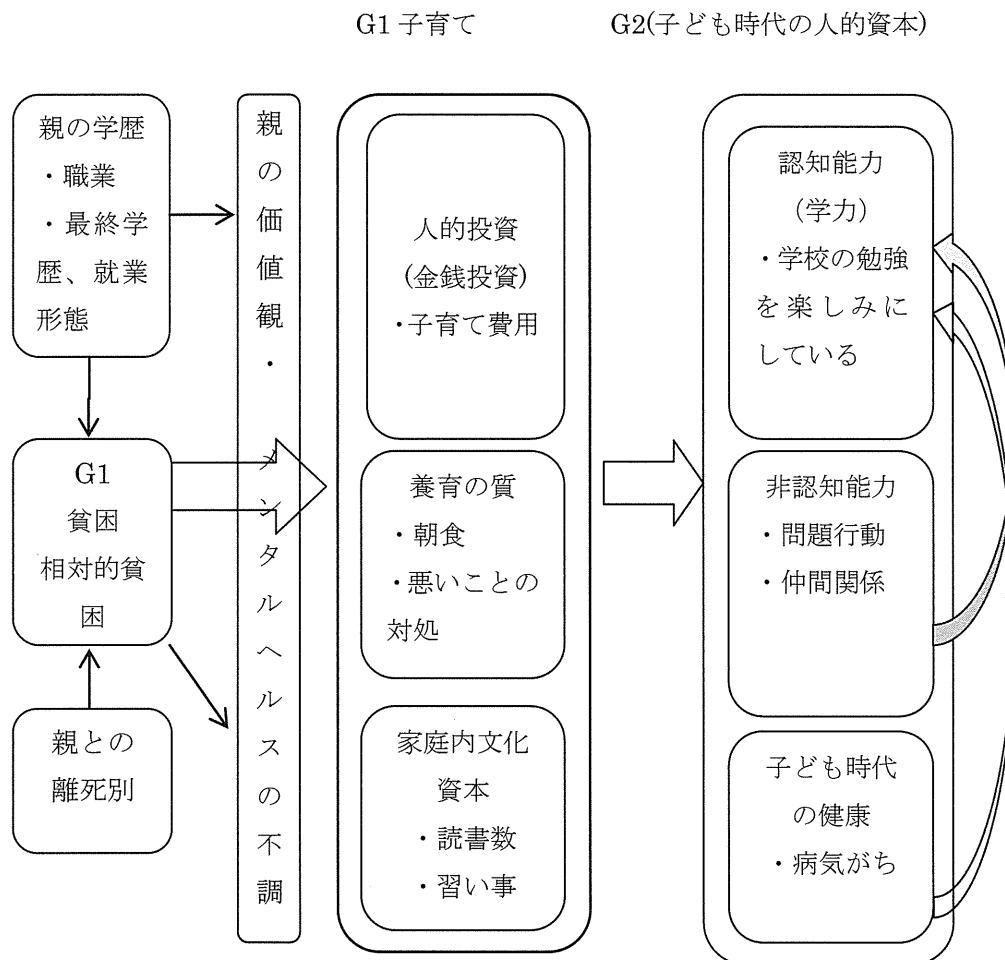 G1 子育て
G2(子ども時代の人的資本)
親の学歴
・職業
・最終学
歴、就業
形態
G1
貧困
相対的貧
困
親との
離死別
親の価値観・メンタルヘルスの不調
人的投資
(金銭投資)
・子育て費用
養育の質
・朝食
・悪いことの
対処
家庭内文化
資本
・読書数
・習い事
認知能力
（学力）
・学校の勉強
を楽しみに
している
非認知能力
・問題行動
・仲間関係
子ども時代
の健康
・病気がち